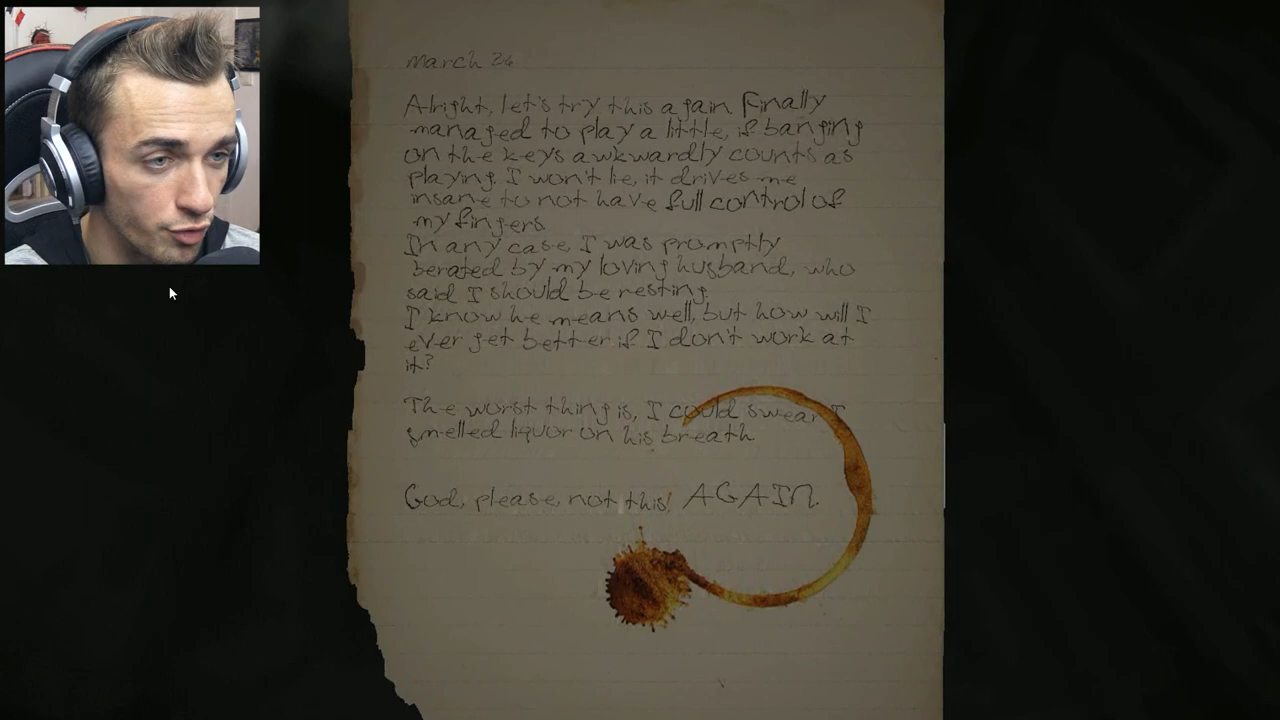 March 24
Alright, let's try this again. Finally
managed to play a little, if banging
on the keys awkwardly counts as
playing. I won't lie, it drives me
insane to not have full control of
my fingers.
In any case, I was promptly
berated by my loving husband, who
said I should be resting.
I know he means well, but how will I
ever get better if I don't work at
it?
The worst thing is, I could swear I
smelled liquor on his breath.
God, please, not this! AGAIN.